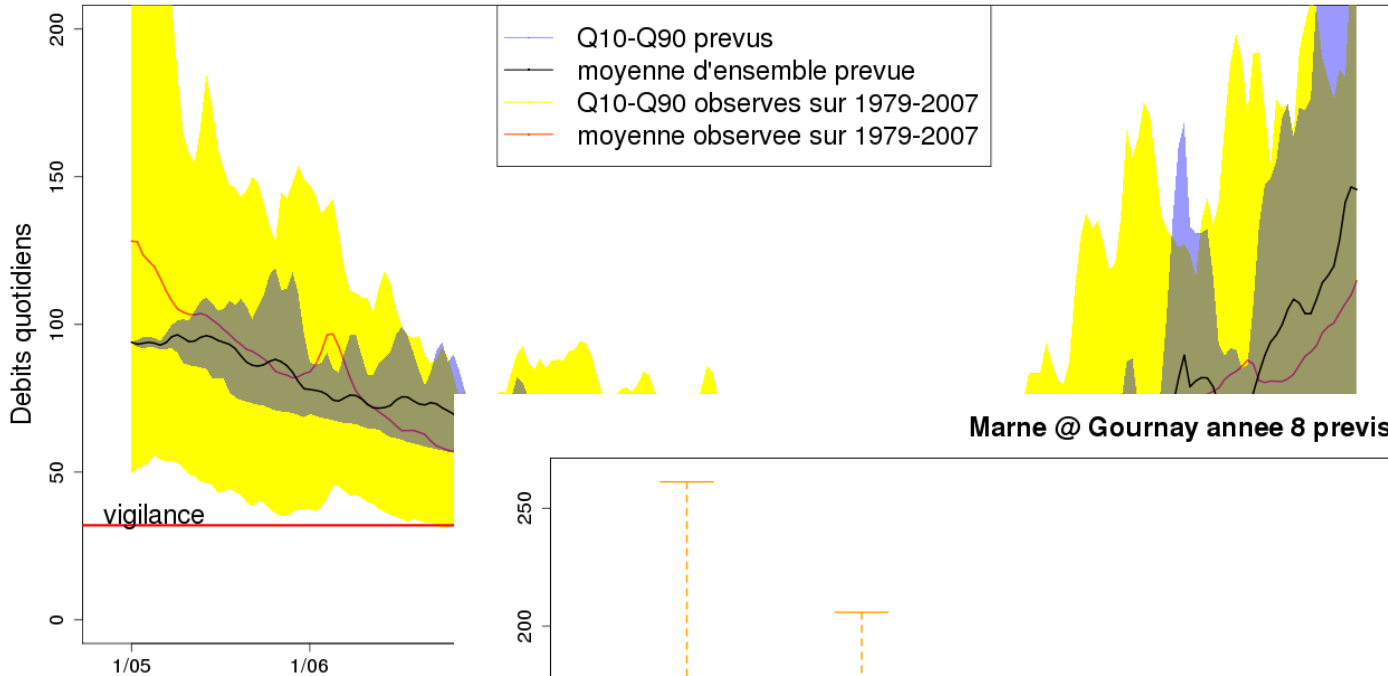 Q10-Q90 prevus
moyenne d'ensemble prevue
Q10-Q90 observes sur 1979-2007
moyenne observee sur 1979-2007
Debits quotidiens
200
150
100
50
0
vigilance
1/05
1/06
Marne @ Gournay annee 8 previs
250
200